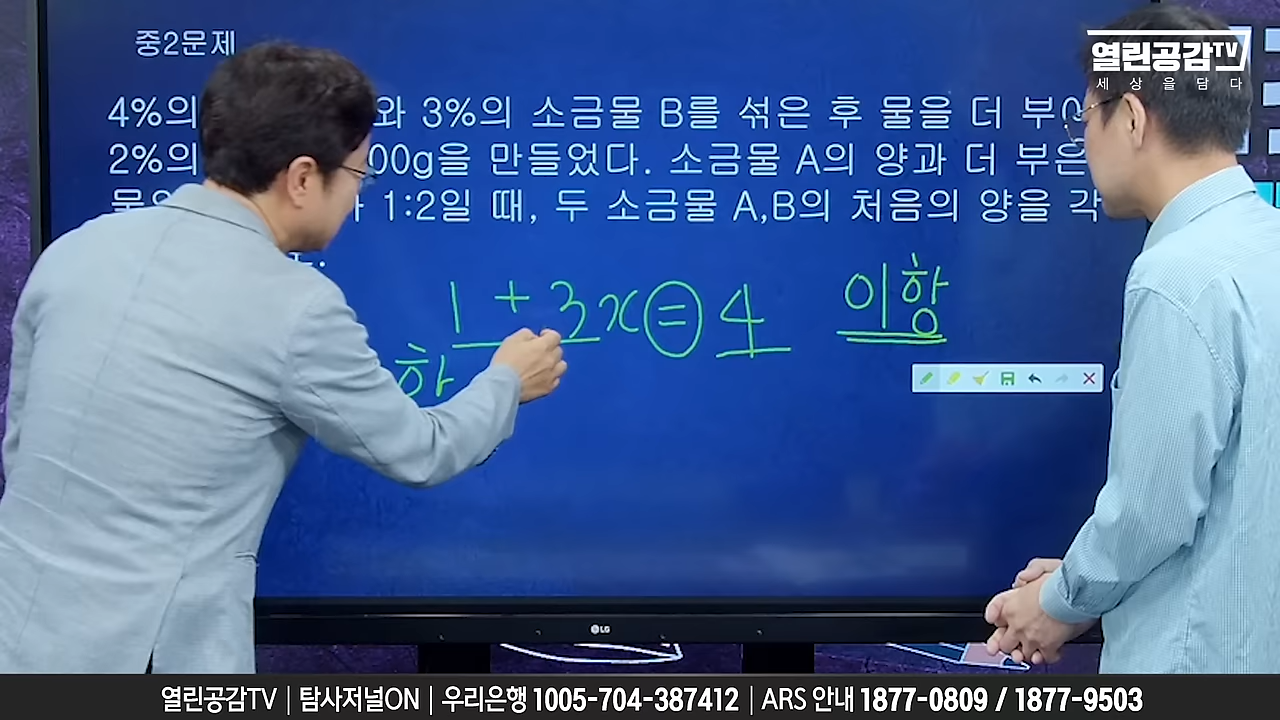 중2문제
열린공감TV
세상을담다
4%의 와 3%의 소금물 B를 섞은 후 물을 더
2%의 00g을 만들었다. 소금물 A의 양과 더 부은
1:2일 때, 두 소금물 A,B의 처음의 양을 각
1 + 3x = 4 이항
항
LG
열린공감TV | 탐사저널ON | 우리은행 1005-704-387412 | ARS 안내 1877-0809 / 1877-9503